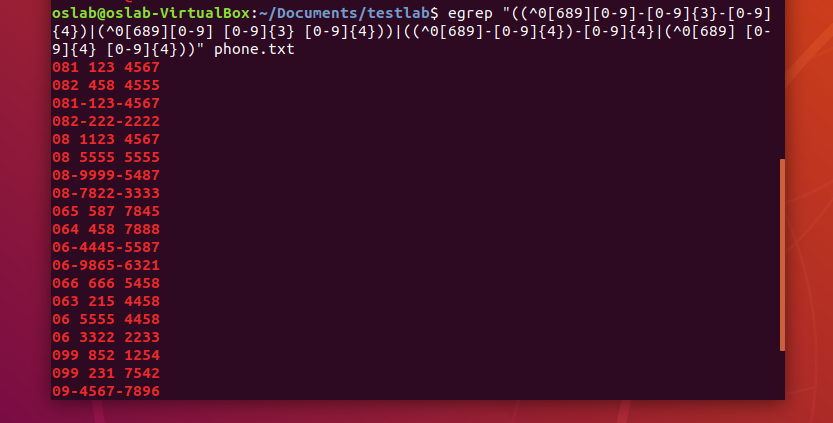 oslab@oslab-VirtualBox:~/Documents/testlab$ egrep "((^0[689][0-9]-[0-9]{3}-[0-9]
{4})|(^0[689][0-9] [0-9]{3} [0-9]{4}))|((^0[689]-[0-9]{4})-[0-9]{4}|(^0[689] [0-
9]{4} [0-9]{4}))" phone.txt
081 123 4567
082 458 4555
081-123-4567
082-222-2222
08 1123 4567
08 5555 5555
08-9999-5487
08-7822-3333
065 587 7845
064 458 7888
06-4445-5587
06-9865-6321
066 666 5458
063 215 4458
06 5555 4458
06 3322 2233
099 852 1254
099 231 7542
09-4567-7896